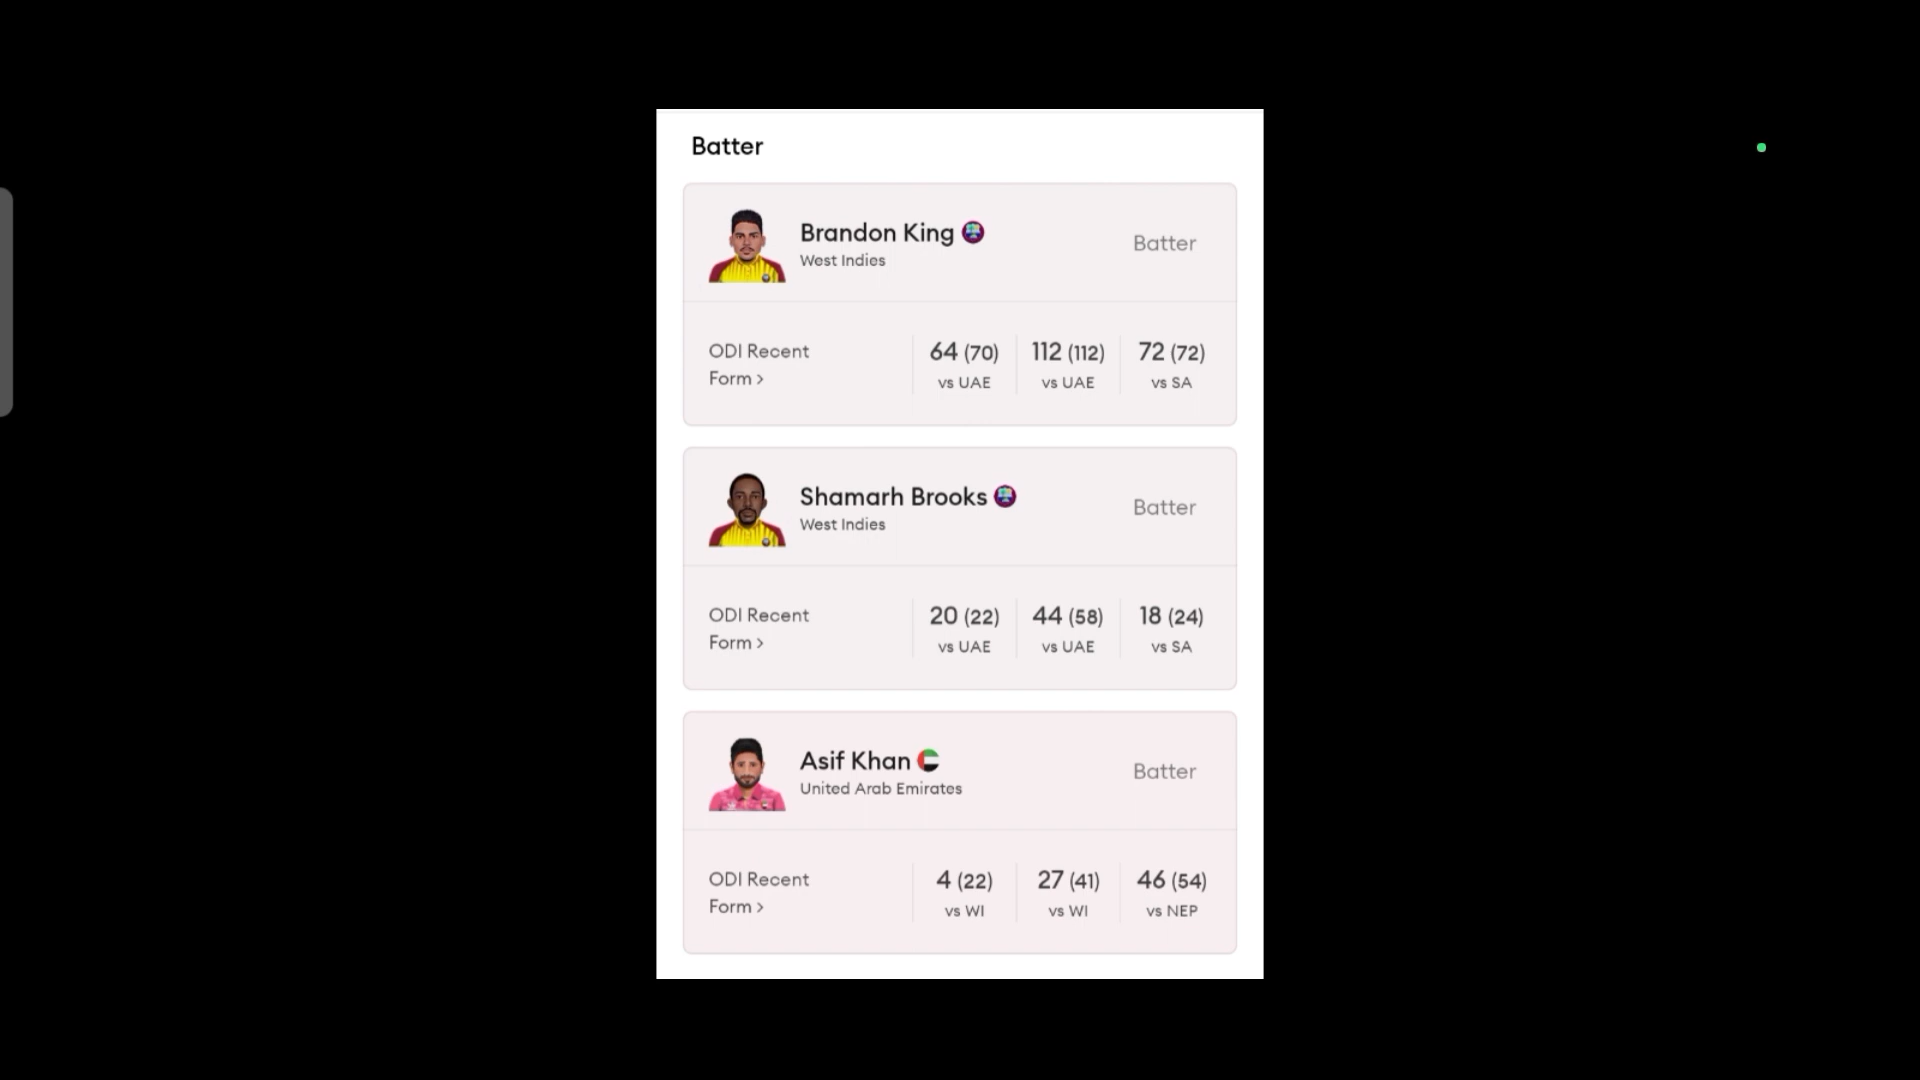 Batter
Brandon King
West Indies
Batter
ODI Recent
Form >
64 (70)
vs UAE
112 (112)
vs UAE
72 (72)
vs SA
Shamarh Brooks
West Indies
Batter
ODI Recent
Form >
20 (22)
vs UAE
44 (58)
vs UAE
18 (24)
vs SA
Asif Khan
United Arab Emirates
Batter
ODI Recent
Form >
4 (22)
vs WI
27 (41)
vs WI
46 (54)
vs NEP